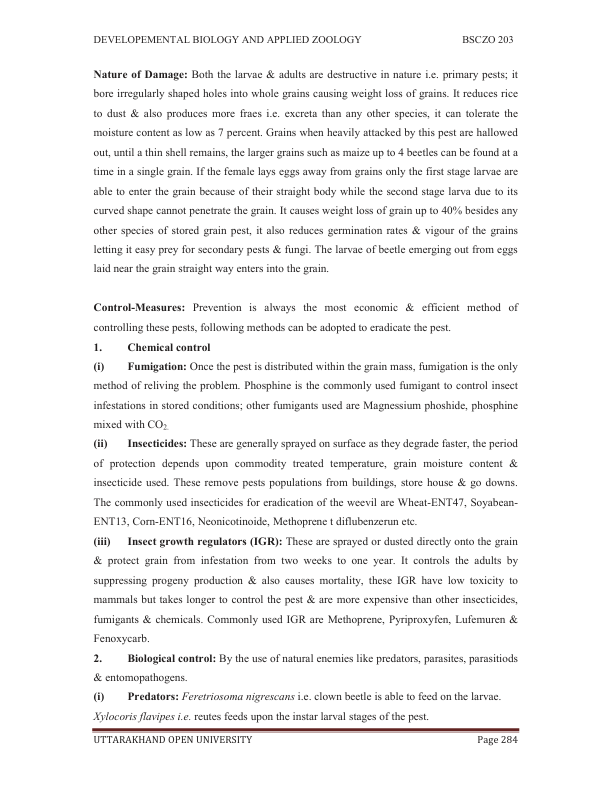 DEVELOPEMENTAL BIOLOGY AND APPLIED ZOOLOGY BSCZO 203
Nature of Damage: Both the larvae & adults are destructive in nature i.e. primary pests; it
bore irregularly shaped holes into whole grains causing weight loss of grains. It reduces rice
to dust & also produces more fraes i.e. excreta than any other species, it can tolerate the
moisture content as low as 7 percent. Grains when heavily attacked by this pest are hallowed
out, until a thin shell remains, the larger grains such as maize up to 4 beetles can be found at a
time in a single grain. If the female lays eggs away from grains only the first stage larvae are
able to enter the grain because of their straight body while the second stage larva due to its
curved shape cannot penetrate the grain. It causes weight loss of grain up to 40% besides any
other species of stored grain pest, it also reduces germination rates & vigour of the grains
letting it easy prey for secondary pests & fungi. The larvae of beetle emerging out from eggs
laid near the grain straight way enters into the grain.
Control-Measures: Prevention is always the most economic & efficient method of
controlling these pests, following methods can be adopted to eradicate the pest.
1. Chemical control
(i) Fumigation: Once the pest is distributed within the grain mass, fumigation is the only
method of reliving the problem. Phosphine is the commonly used fumigant to control insect
infestations in stored conditions; other fumigants used are Magnessium phoshide, phosphine
mixed with CO2.
(ii) Insecticides: These are generally sprayed on surface as they degrade faster, the period
of protection depends upon commodity treated temperature, grain moisture content &
insecticide used. These remove pests populations from buildings, store house & go downs.
The commonly used insecticides for eradication of the weevil are Wheat-ENT47, Soyabean-
ENT13, Corn-ENT16, Neonicotinoide, Methoprene t diflubenzerun etc.
(iii) Insect growth regulators (IGR): These are sprayed or dusted directly onto the grain
& protect grain from infestation from two weeks to one year. It controls the adults by
suppressing progeny production & also causes mortality, these IGR have low toxicity to
mammals but takes longer to control the pest & are more expensive than other insecticides,
fumigants & chemicals. Commonly used IGR are Methoprene, Pyriproxyfen, Lufemuren &
Fenoxycarb.
2. Biological control: By the use of natural enemies like predators, parasites, parasitiods
& entomopathogens.
(i) Predators: Feretriosoma nigrescans i.e. clown beetle is able to feed on the larvae.
Xylocoris flavipes i.e. reutes feeds upon the instar larval stages of the pest.
UTTARAKHAND OPEN UNIVERSITY Page 284